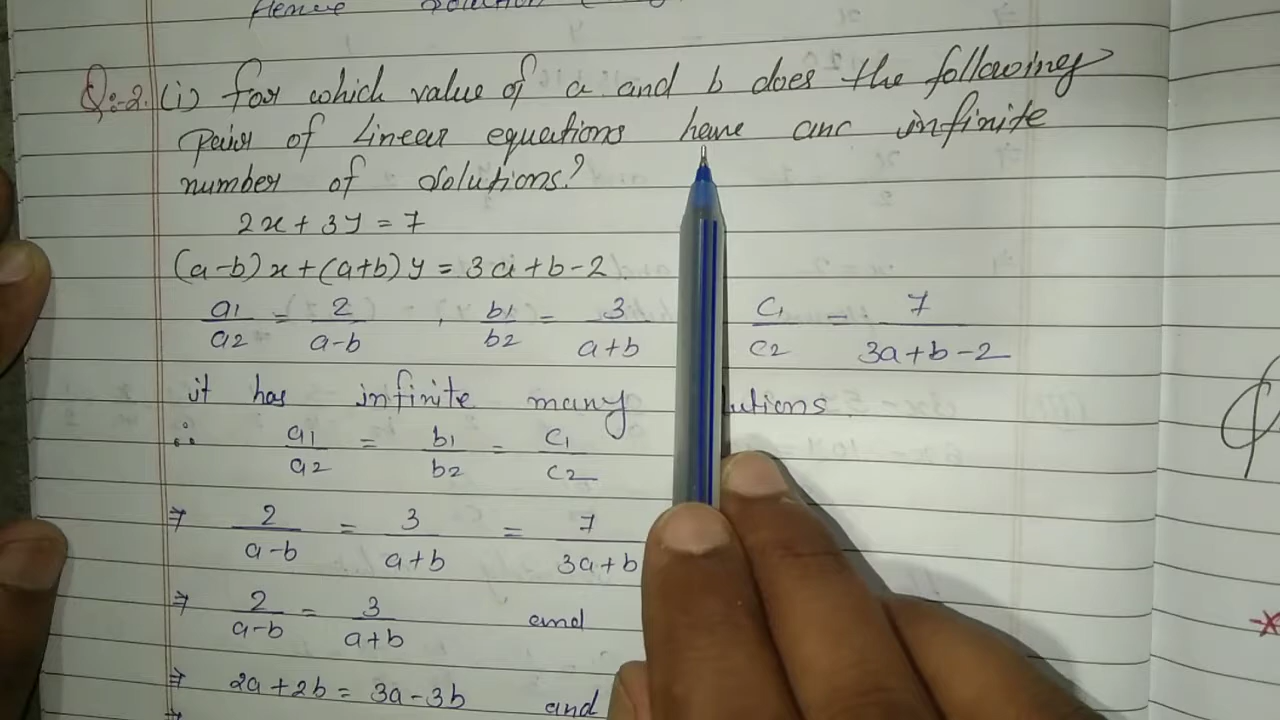 Hence Solution
Q:-2. (i) for which value of a and b does the following
pair of linear equations have anc infinite
number of solutions?
2x + 3y = 7
(a-b)x + (a+b)y = 3a+b-2
a1/a2 = 2/a-b , b1/b2 = 3/a+b c1/c2 = 7/3a+b-2
it has infinite many lutions
∴ a1/a2 = b1/b2 = c1/c2
⇒ 2/a-b = 3/a+b = 7/3a+b
⇒ 2/a-b = 3/a+b and
⇒ 2a+2b = 3a-3b and